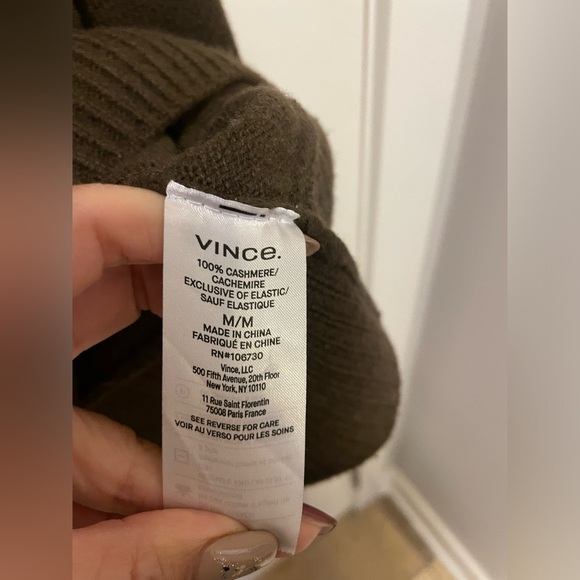 VINCE.
100% CASHMERE/
CACHEMIRE
EXCLUSIVE OF ELASTIC/
SAUF ELASTIQUE
M/M
MADE IN CHINA
FABRIQUÉ EN CHINE
RN#106730
Vince, LLC
500 Fifth Avenue, 20th Floor
New York, NY 10110
11 Rue Saint Florentin
75008 Paris France
SEE REVERSE FOR CARE
VOIR AU VERSO POUR LES SOINS